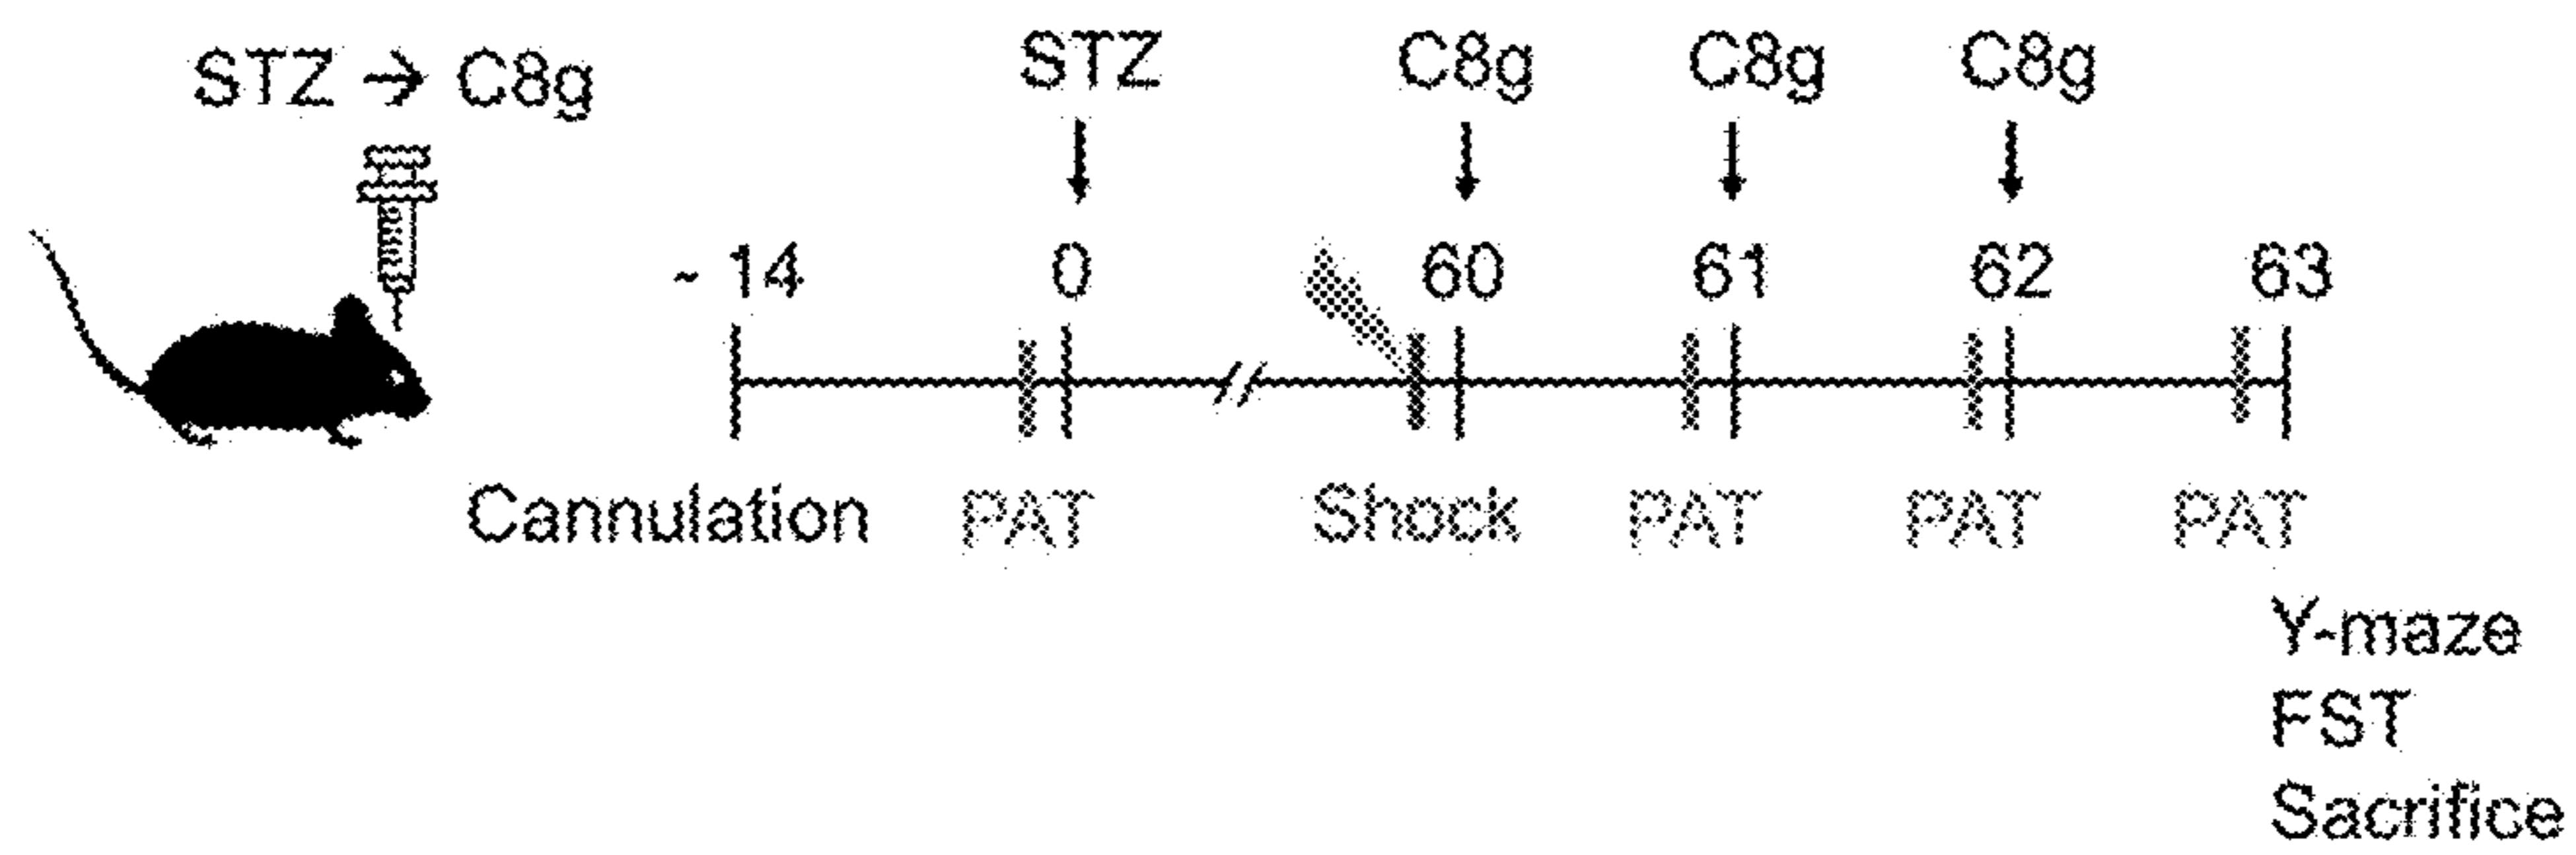 STZ → C8g
STZ C8g C8g C8g
- 14 0 60 61 62 63
Cannulation PAT Shock PAT PAT PAT
Y-maze
FST
Sacrifice